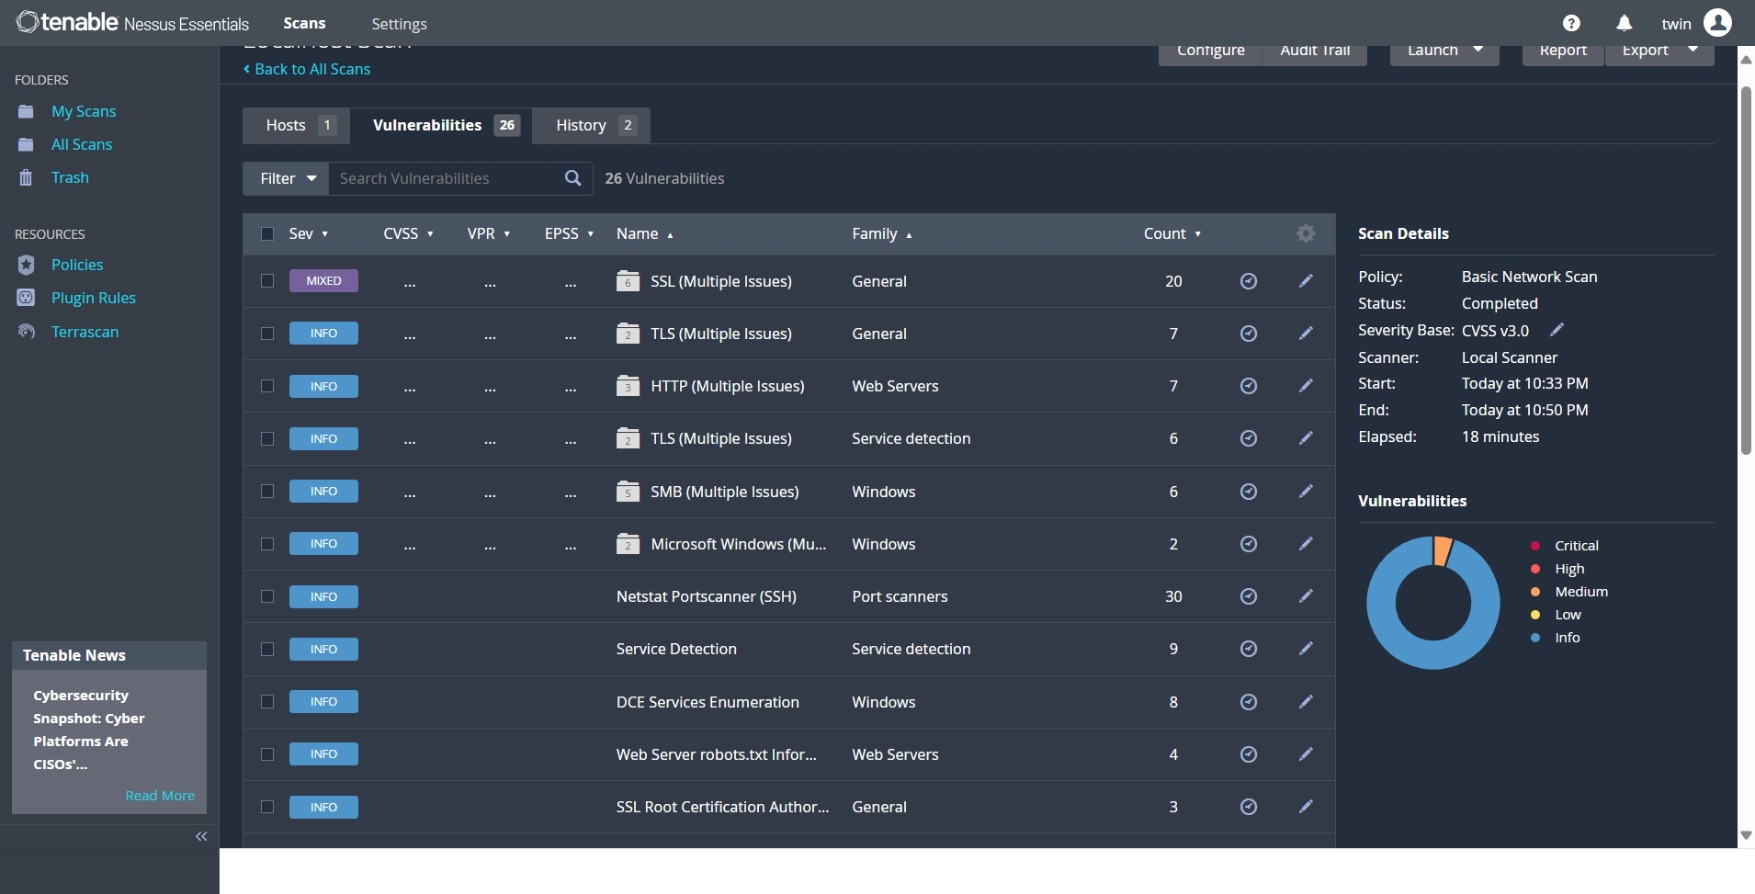 tenable Nessus Essentials
Scans
Settings
twin
FOLDERS
My Scans
All Scans
Trash
RESOURCES
Policies
Plugin Rules
Terrascan
Tenable News
Cybersecurity
Snapshot: Cyber
Platforms Are
CISOs'...
Read More
Localhost Scan
Back to All Scans
Configure
Audit Trail
Launch
Report
Export
Hosts 1
Vulnerabilities 26
History 2
Filter
Search Vulnerabilities
26 Vulnerabilities
Sev CVSS VPR EPSS Name Family Count
MIXED ... ... ... 6 SSL (Multiple Issues) General 20
INFO ... ... ... 2 TLS (Multiple Issues) General 7
INFO ... ... ... 3 HTTP (Multiple Issues) Web Servers 7
INFO ... ... ... 2 TLS (Multiple Issues) Service detection 6
INFO ... ... ... 5 SMB (Multiple Issues) Windows 6
INFO ... ... ... 2 Microsoft Windows (Mu... Windows 2
INFO Netstat Portscanner (SSH) Port scanners 30
INFO Service Detection Service detection 9
INFO DCE Services Enumeration Windows 8
INFO Web Server robots.txt Infor... Web Servers 4
INFO SSL Root Certification Author... General 3
Scan Details
Policy: Basic Network Scan
Status: Completed
Severity Base: CVSS v3.0
Scanner: Local Scanner
Start: Today at 10:33 PM
End: Today at 10:50 PM
Elapsed: 18 minutes
Vulnerabilities
Critical
High
Medium
Low
Info